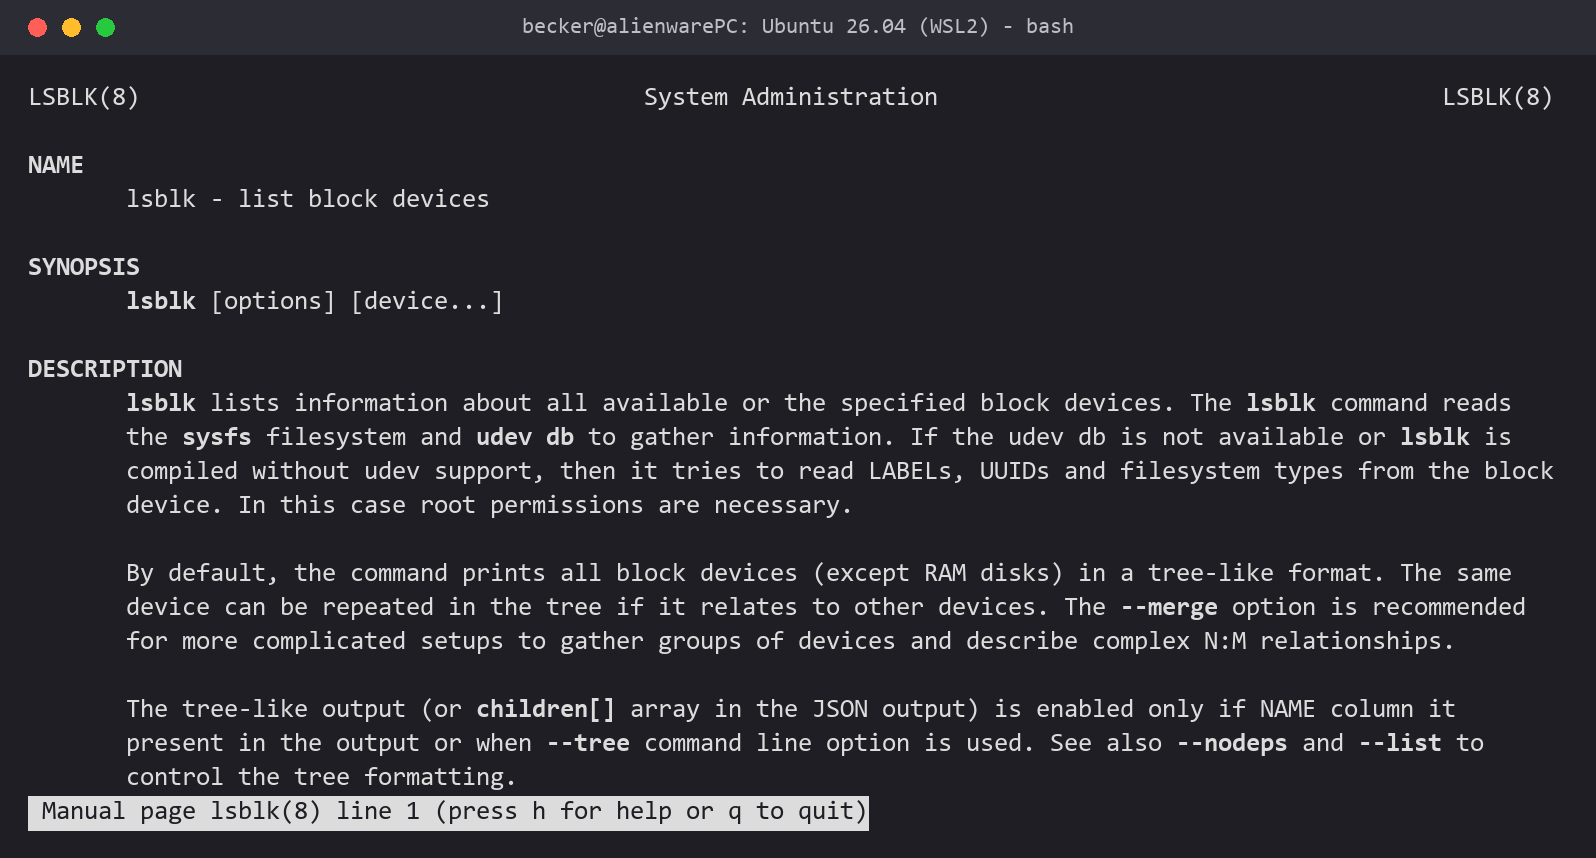 becker@alienwarePC: Ubuntu 26.04 (WSL2) - bash
LSBLK(8) System Administration LSBLK(8)
NAME
lsblk - list block devices
SYNOPSIS
lsblk [options] [device...]
DESCRIPTION
lsblk lists information about all available or the specified block devices. The lsblk command reads
the sysfs filesystem and udev db to gather information. If the udev db is not available or lsblk is
compiled without udev support, then it tries to read LABELs, UUIDs and filesystem types from the block
device. In this case root permissions are necessary.
By default, the command prints all block devices (except RAM disks) in a tree-like format. The same
device can be repeated in the tree if it relates to other devices. The --merge option is recommended
for more complicated setups to gather groups of devices and describe complex N:M relationships.
The tree-like output (or children[] array in the JSON output) is enabled only if NAME column it
present in the output or when --tree command line option is used. See also --nodeps and --list to
control the tree formatting.
Manual page lsblk(8) line 1 (press h for help or q to quit)